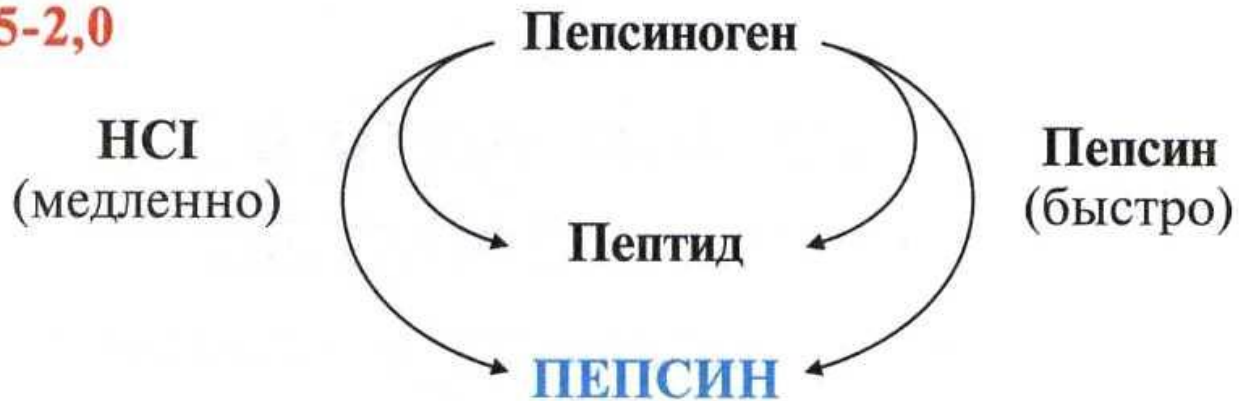 5-2,0
Пепсиноген
HCl
(медленно)
Пепсин
(быстро)
Пептид
ПЕПСИН